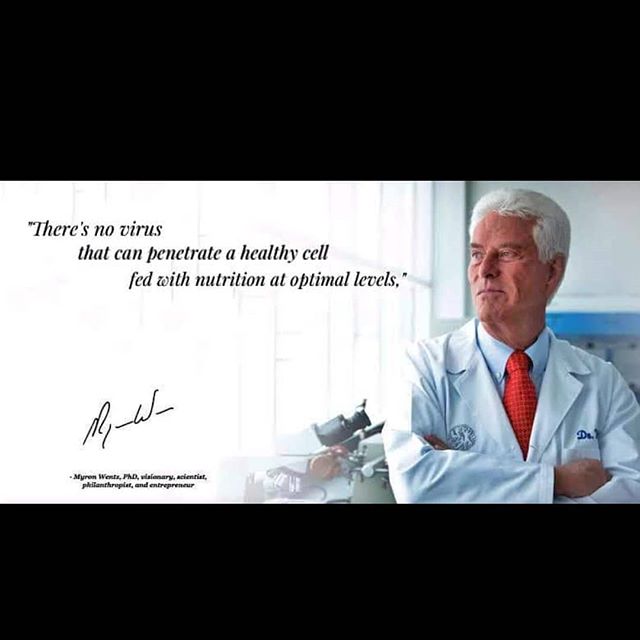 "There's no virus
that can penetrate a healthy cell
fed with nutrition at optimal levels,"
- Myron Wentz, PhD, visionary, scientist,
philanthropist, and entrepreneur
Dr.